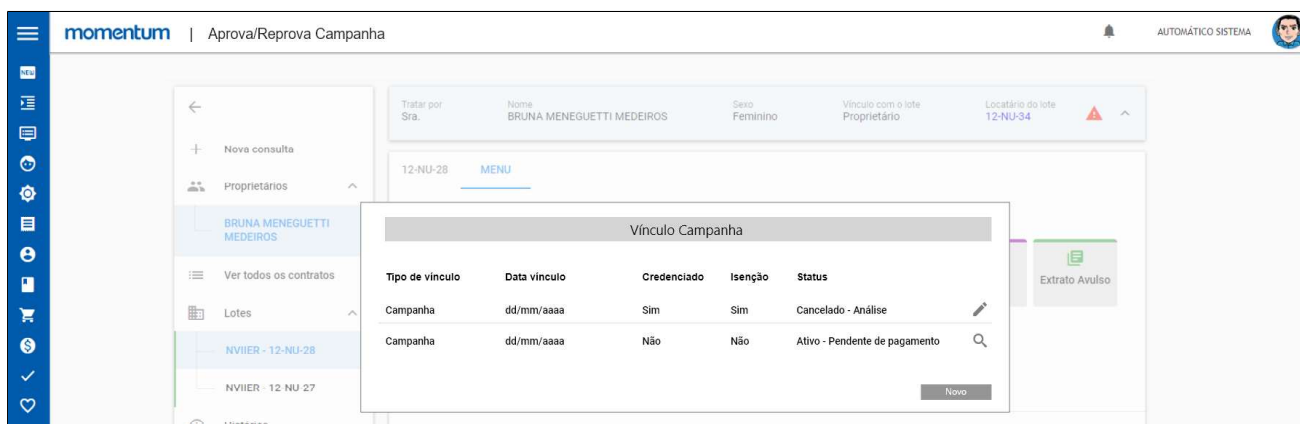 momentum | Aprova/Reprova Campanha
AUTOMÁTICO SISTEMA
NEW
Nova consulta
Proprietários
BRUNA MENEGUETTI
MEDEIROS
Ver todos os contratos
Lotes
NVIIER - 12-NU-28
NVIIER - 12-NU-27
Histórico
Tratar por Nome Sexo Vínculo com o lote Locatário do lote
Sra. BRUNA MENEGUETTI MEDEIROS Feminino Proprietário 12-NU-34
12-NU-28 MENU
Extrato Avulso
Vínculo Campanha
Tipo de vínculo Data vínculo Credenciado Isenção Status
Campanha dd/mm/aaaa Sim Sim Cancelado - Análise
Campanha dd/mm/aaaa Não Não Ativo - Pendente de pagamento
Novo